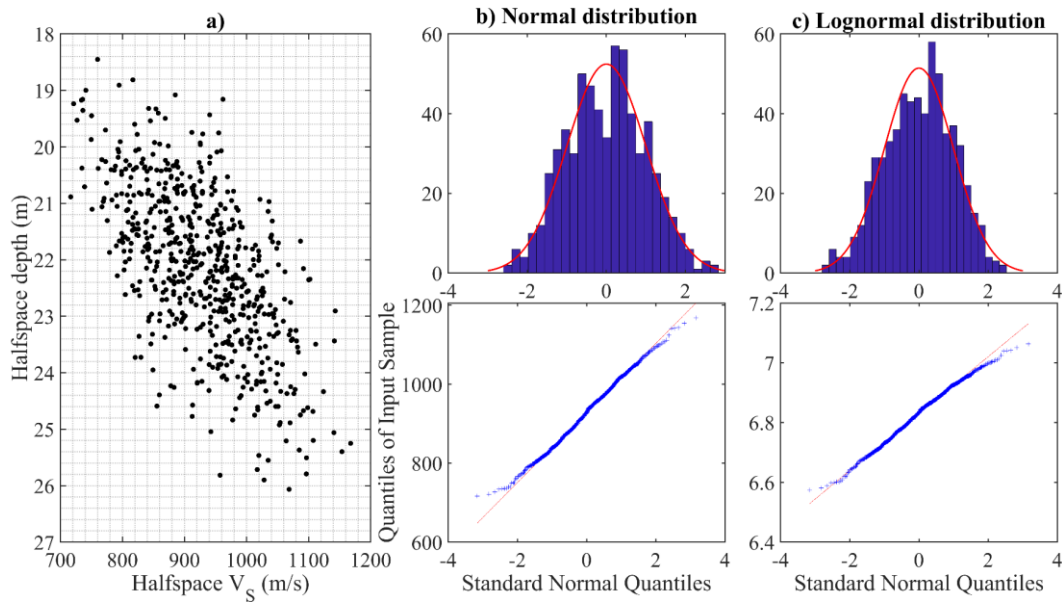 a)
18
19
20
21
22
23
24
25
26
27
Halfspace depth (m)
700 800 900 1000 1100 1200
Halfspace V_S (m/s)
b) Normal distribution
60
40
20
0
-4 -2 0 2 4
1200
1000
800
600
Quantiles of Input Sample
-4 -2 0 2 4
Standard Normal Quantiles
c) Lognormal distribution
60
40
20
0
-4 -2 0 2 4
7.2
7
6.8
6.6
6.4
-4 -2 0 2 4
Standard Normal Quantiles